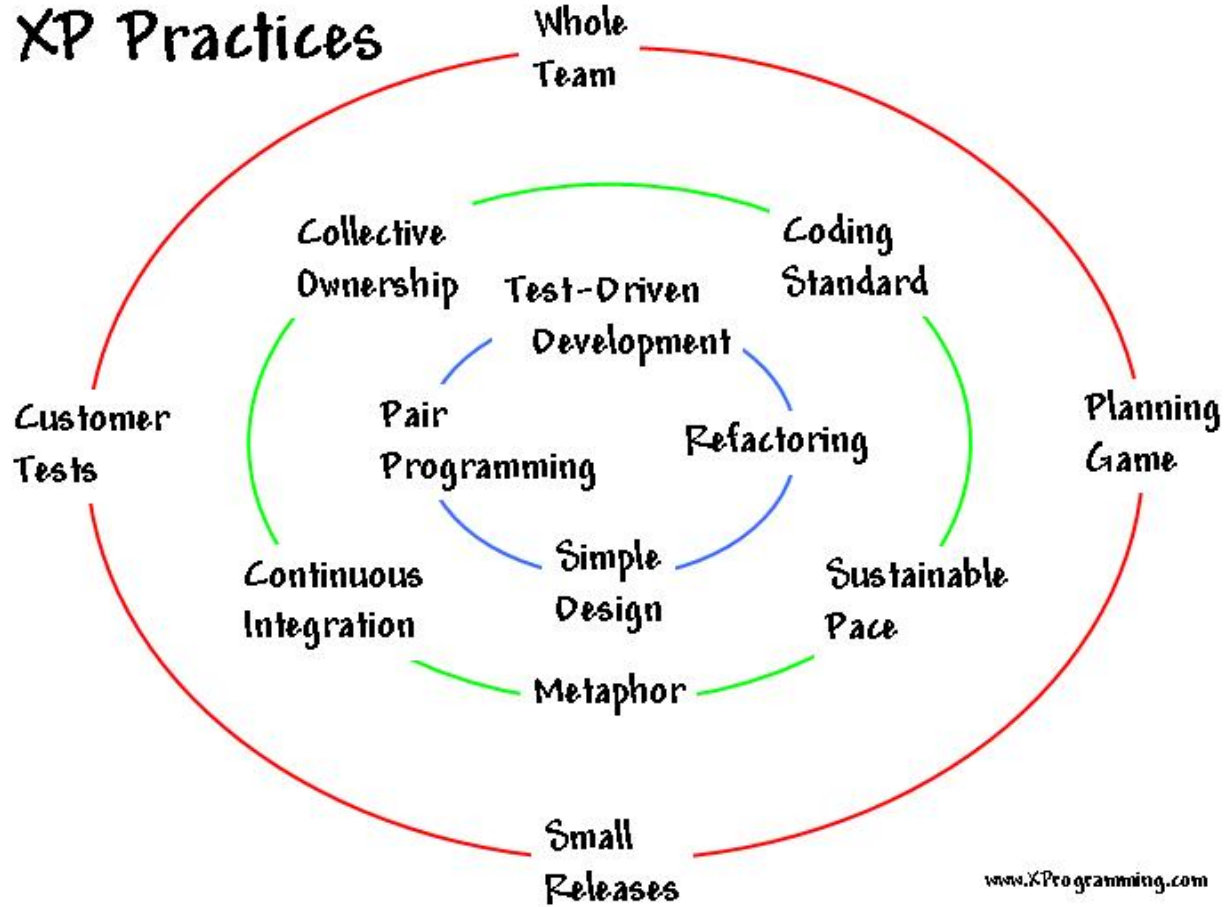 XP Practices
Whole
Team
Collective
Ownership
Coding
Standard
Test-Driven
Development
Customer
Tests
Pair
Programming
Refactoring
Planning
Game
Continuous
Integration
Simple
Design
Sustainable
Pace
Metaphor
Small
Releases
www.XProgramming.com